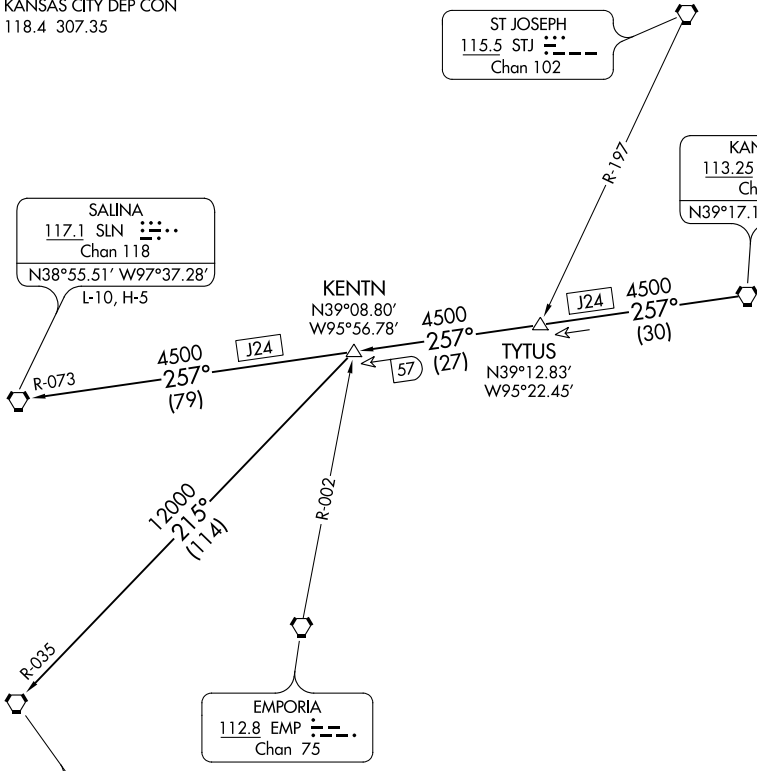 KANSAS CITY DEP CON
118.4 307.35
ST JOSEPH
115.5 STJ
Chan 102
R-197
113.25
N39°17.1
SALINA
117.1 SLN
Chan 118
N38°55.51' W97°37.28'
L-10, H-5
KENTN
N39°08.80'
W95°56.78'
4500
J24
257°
(30)
4500
257°
(27)
TYTUS
N39°12.83'
W95°22.45'
57
4500
J24
257°
(79)
R-073
12000
215°
(114)
R-002
R-035
EMPORIA
112.8 EMP
Chan 75